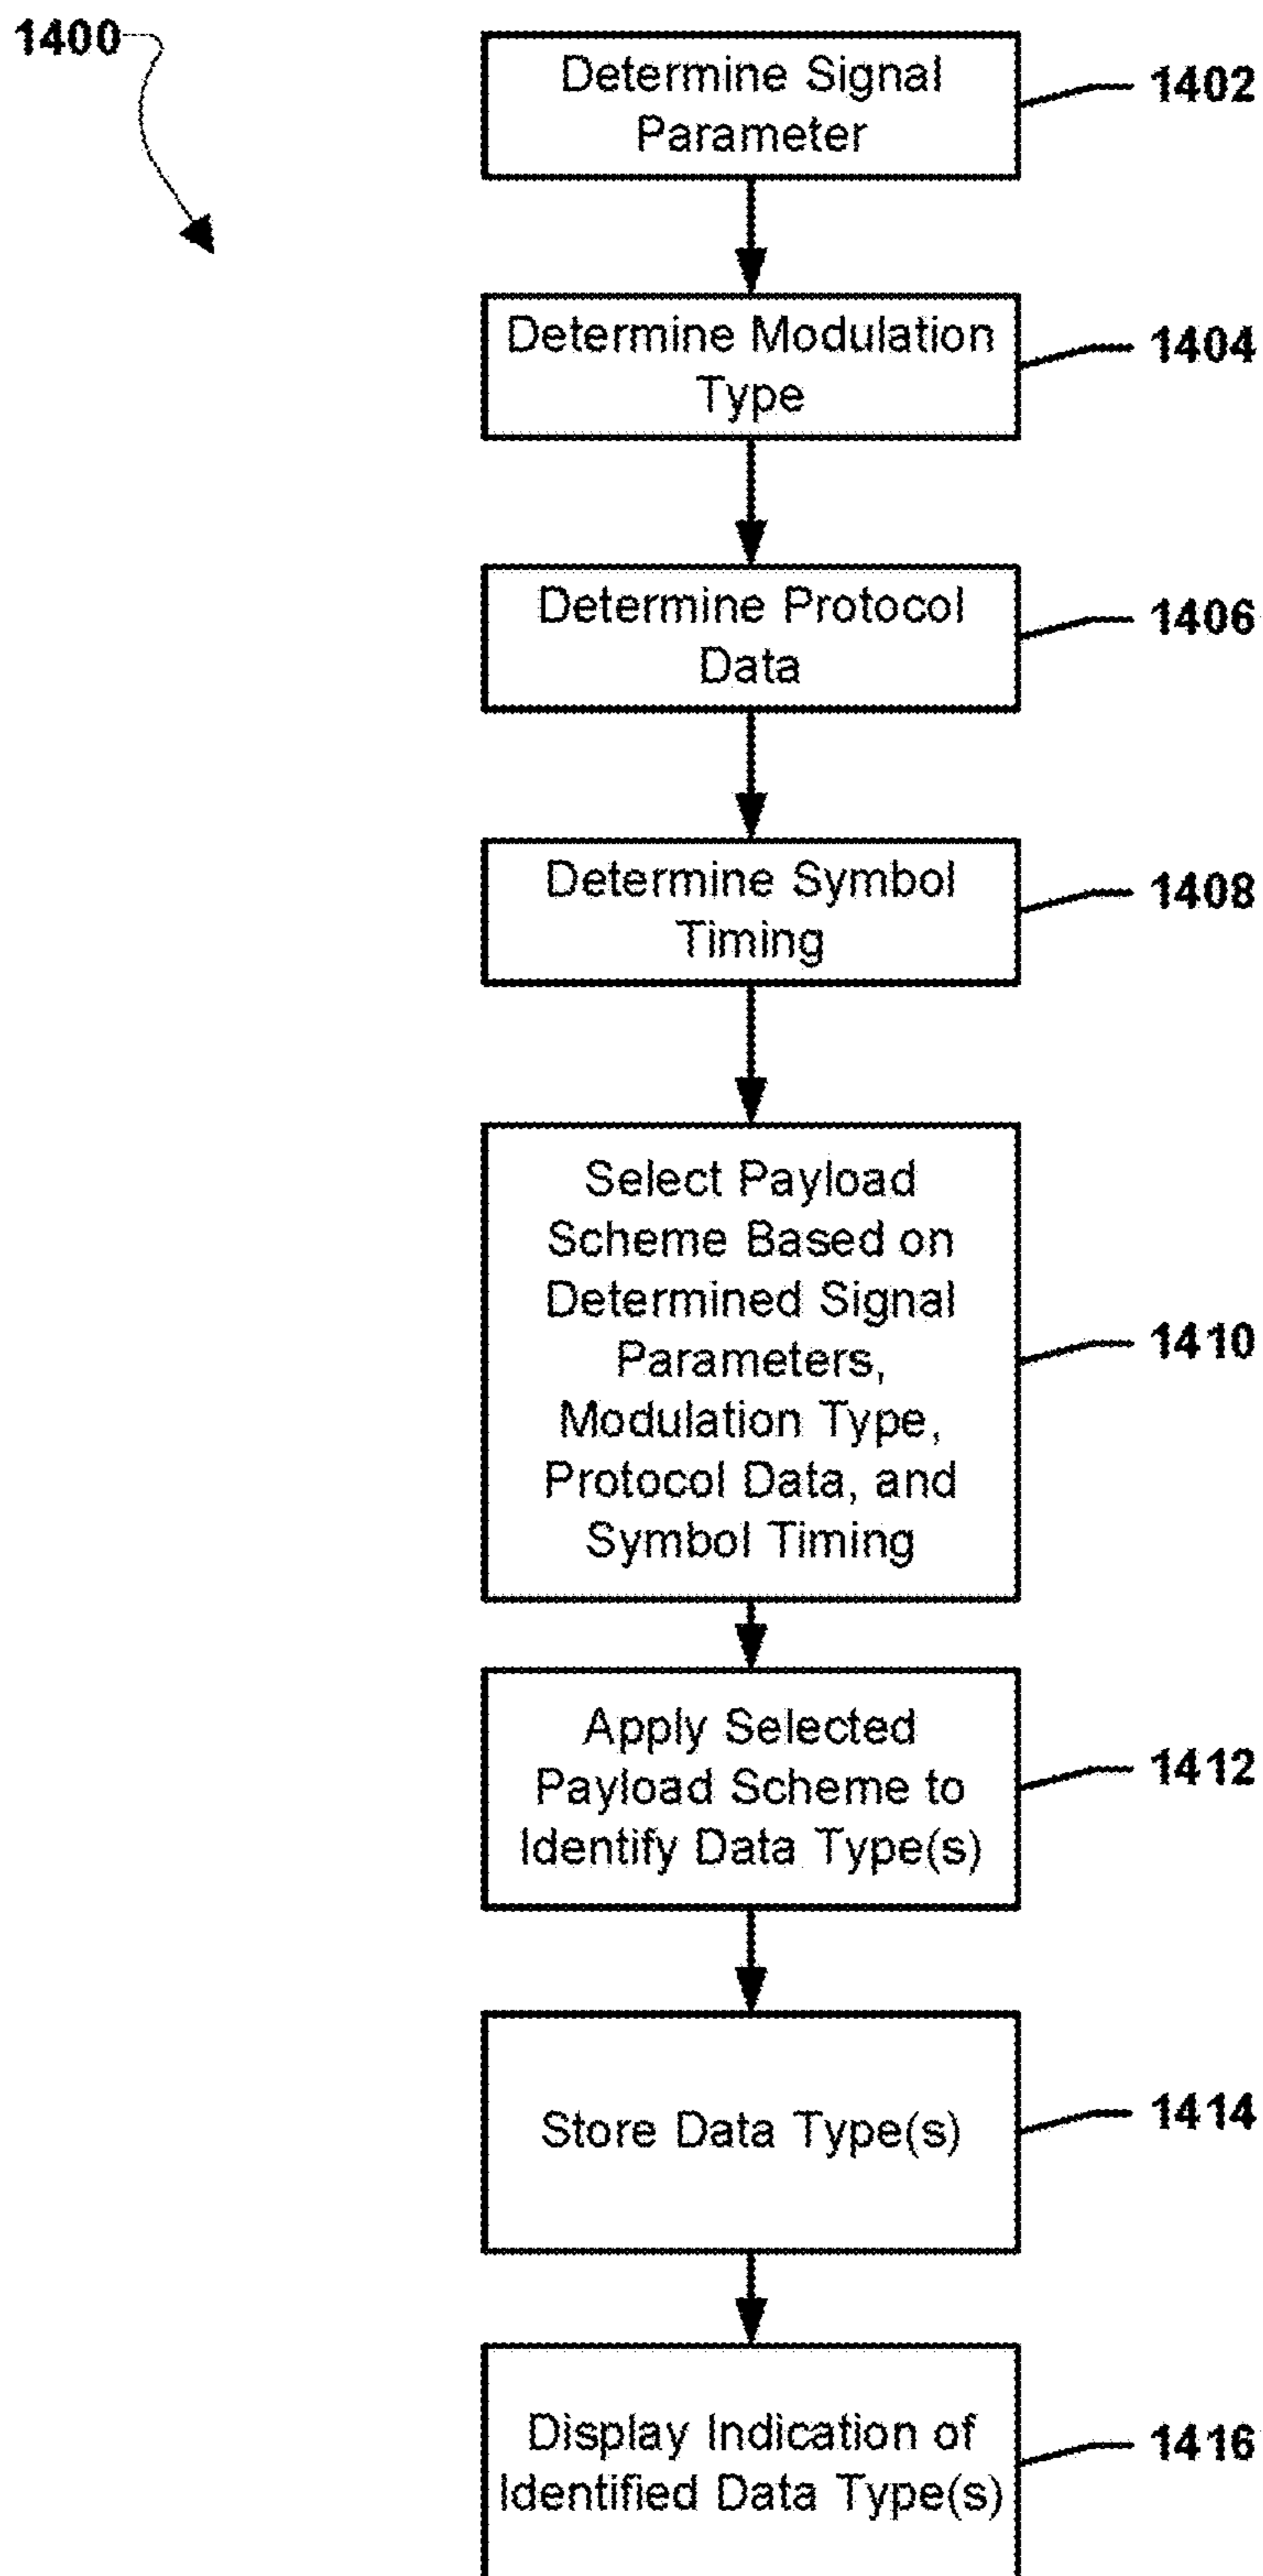 1400
Determine Signal
Parameter
1402
Determine Modulation
Type
1404
Determine Protocol
Data
1406
Determine Symbol
Timing
1408
Select Payload
Scheme Based on
Determined Signal
Parameters,
Modulation Type,
Protocol Data, and
Symbol Timing
1410
Apply Selected
Payload Scheme to
Identify Data Type(s)
1412
Store Data Type(s)
1414
Display Indication of
Identified Data Type(s)
1416